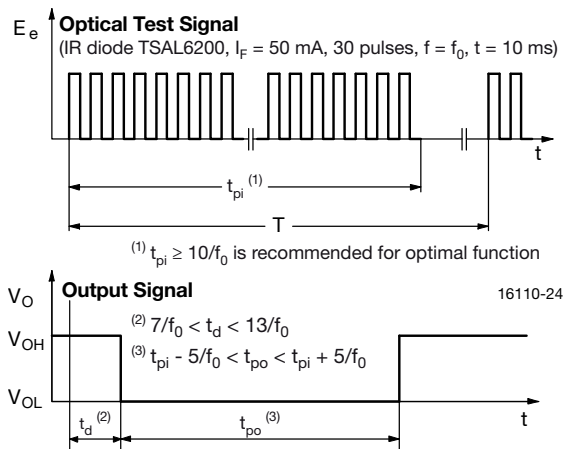 E_e Optical Test Signal
(IR diode TSAL6200, I_F = 50 mA, 30 pulses, f = f_0, t = 10 ms)
t
t_pi (1)
T
(1) t_pi ≥ 10/f_0 is recommended for optimal function
V_O Output Signal 16110-24
V_OH
(2) 7/f_0 < t_d < 13/f_0
(3) t_pi - 5/f_0 < t_po < t_pi + 5/f_0
V_OL
t_d (2) t_po (3) t